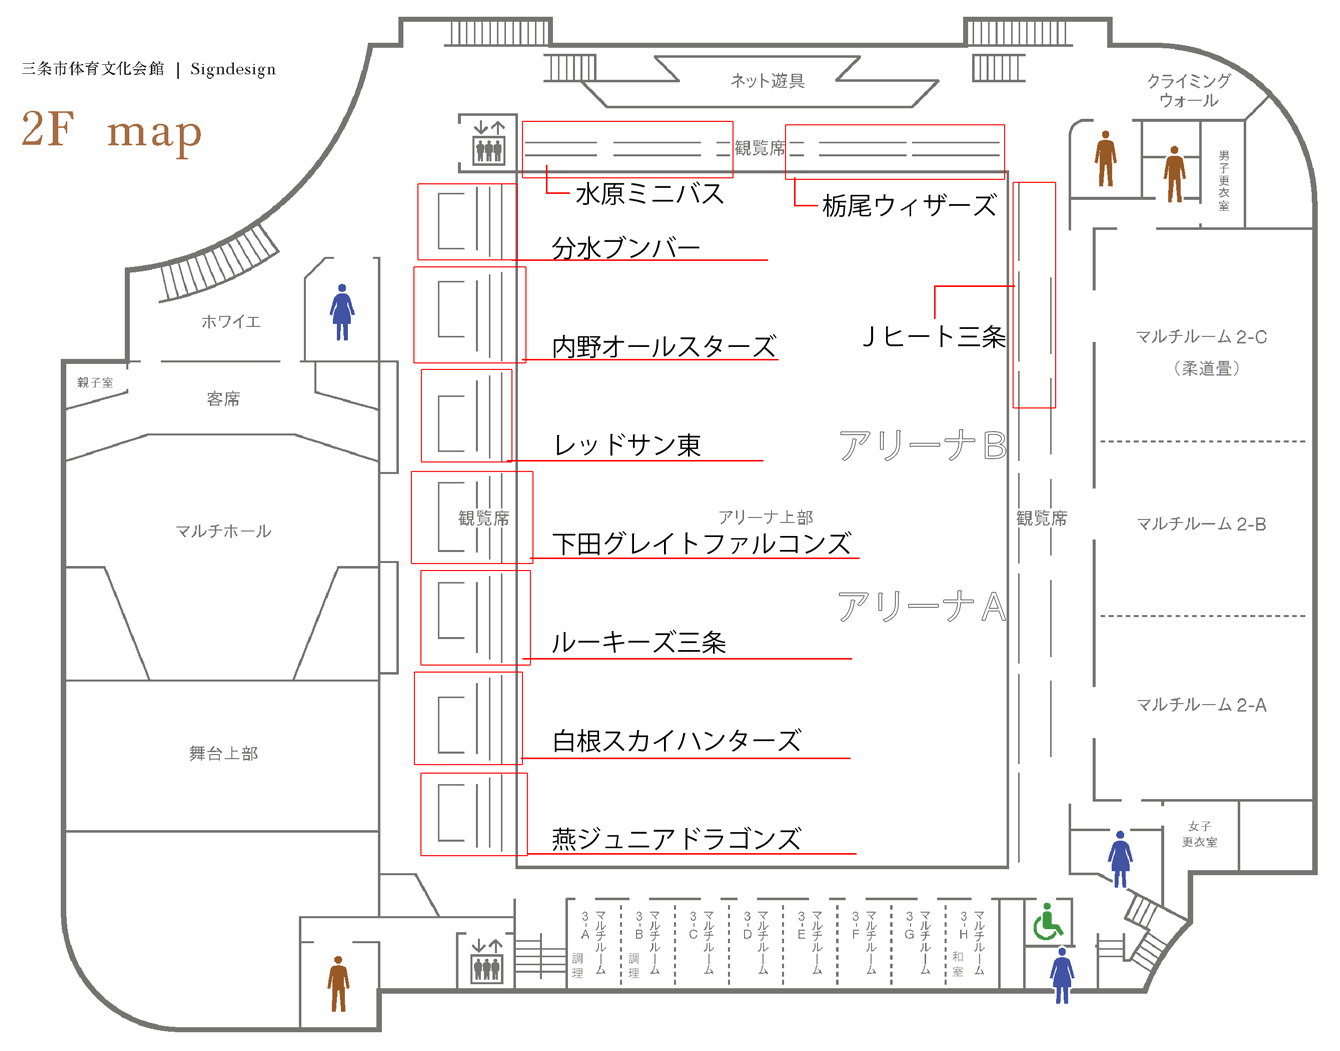 三条市体育文化会館 | Signdesign
2F map
ネット遊具
クライミング
ウォール
観覧席
男子更衣室
水原ミニバス
栃尾ウィザーズ
分水ブンバー
ホワイエ
内野オールスターズ
Jヒート三条
マルチルーム 2-C
（柔道畳）
親子室
客席
レッドサン東
アリーナB
マルチホール
観覧席
アリーナ上部
観覧席
マルチルーム 2-B
下田グレイトファルコンズ
アリーナA
ルーキーズ三条
マルチルーム 2-A
舞台上部
白根スカイハンターズ
燕ジュニアドラゴンズ
女子
更衣室
マルチルーム
3-A 調理
マルチルーム
3-B 調理
マルチルーム
3-C
マルチルーム
3-D
マルチルーム
3-E
マルチルーム
3-F
マルチルーム
3-G
マルチルーム
3-H 和室